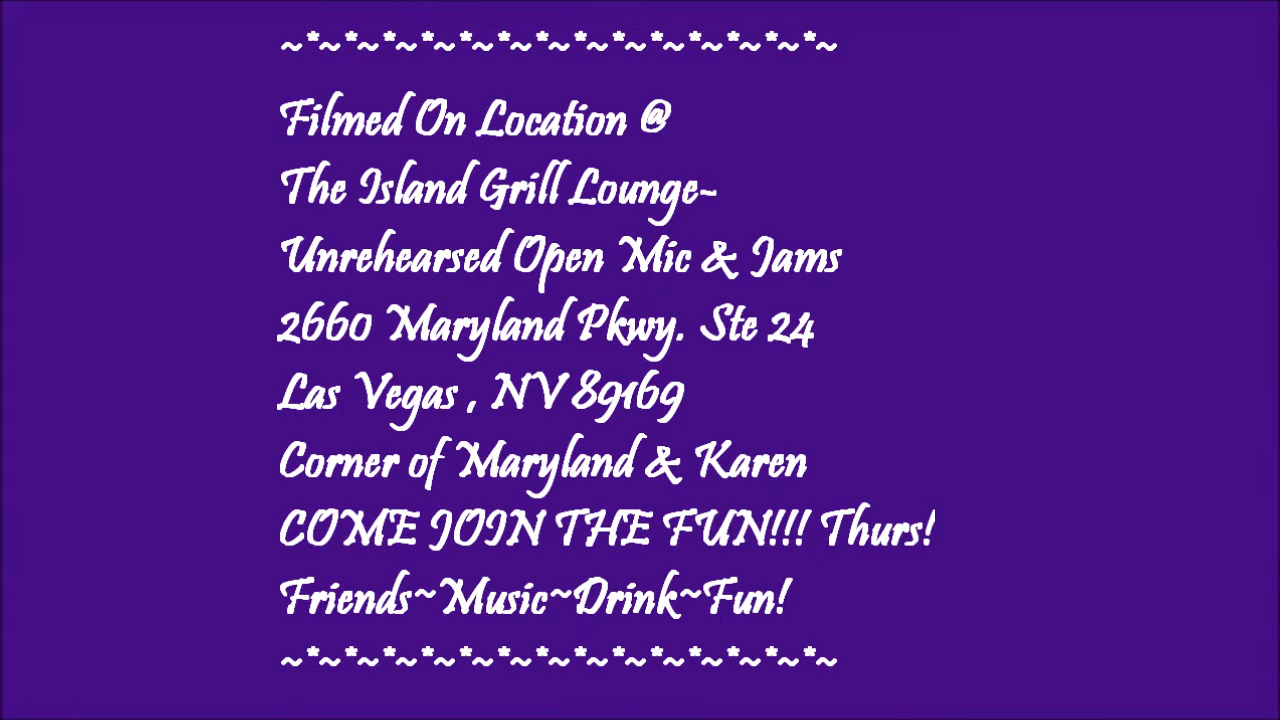 ~*~*~*~*~*~*~*~*~*~*~*~*~*~*~
Filmed On Location @
The Island Grill Lounge-
Unrehearsed Open Mic & Jams
2660 Maryland Pkwy. Ste 24
Las Vegas , NV 89169
Corner of Maryland & Karen
COME JOIN THE FUN!!! Thurs!
Friends~Music~Drink~Fun!
~*~*~*~*~*~*~*~*~*~*~*~*~*~*~